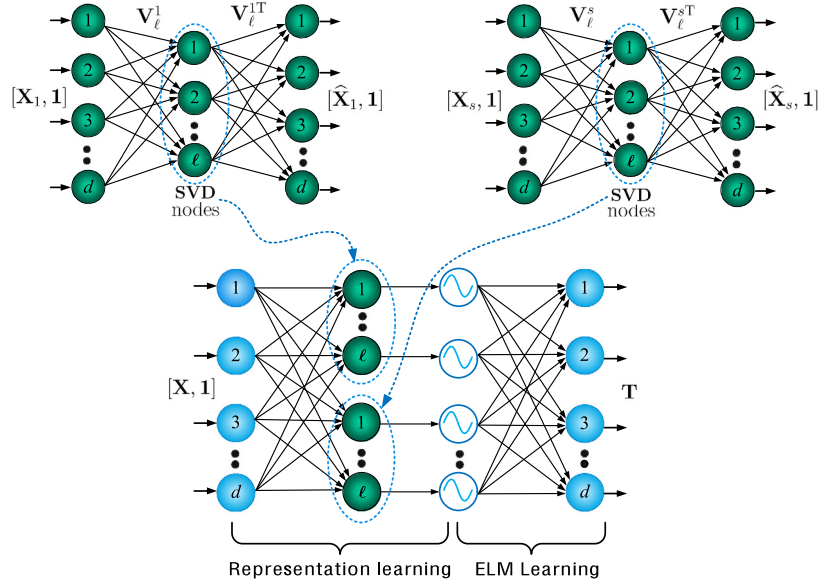 1 V_ℓ^1 V_ℓ^{1T} 1
1
2 2
2
[X_1, 1] 3 3 [X̂_1, 1]
ℓ
d d
SVD
nodes
1 V_ℓ^s V_ℓ^{sT} 1
1
2 2
2
[X_s, 1] 3 3 [X̂_s, 1]
ℓ
d d
SVD
nodes
1 1 1
2 ℓ 2
[X, 1] T
3 1 3
d ℓ d
Representation learning ELM Learning